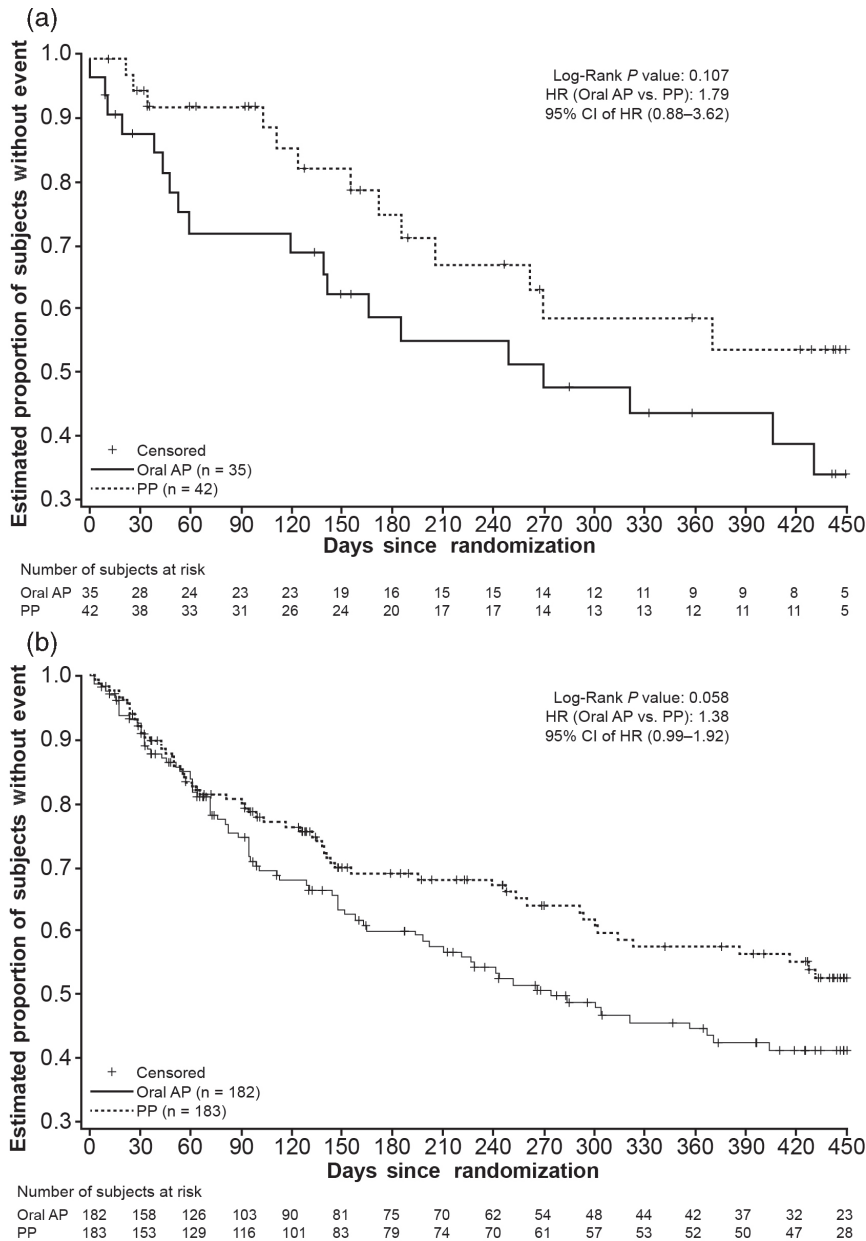 (a)
Estimated proportion of subjects without event
1.0
0.9
0.8
0.7
0.6
0.5
0.4
0.3
Log-Rank P value: 0.107
HR (Oral AP vs. PP): 1.79
95% CI of HR (0.88–3.62)
+ Censored
Oral AP (n = 35)
PP (n = 42)
0 30 60 90 120 150 180 210 240 270 300 330 360 390 420 450
Days since randomization
Number of subjects at risk
Oral AP 35 28 24 23 23 19 16 15 15 14 12 11 9 9 8 5
PP 42 38 33 31 26 24 20 17 17 14 13 13 12 11 11 5
(b)
Estimated proportion of subjects without event
1.0
0.9
0.8
0.7
0.6
0.5
0.4
0.3
Log-Rank P value: 0.058
HR (Oral AP vs. PP): 1.38
95% CI of HR (0.99–1.92)
+ Censored
Oral AP (n = 182)
PP (n = 183)
0 30 60 90 120 150 180 210 240 270 300 330 360 390 420 450
Days since randomization
Number of subjects at risk
Oral AP 182 158 126 103 90 81 75 70 62 54 48 44 42 37 32 23
PP 183 153 129 116 101 83 79 74 70 61 57 53 52 50 47 28